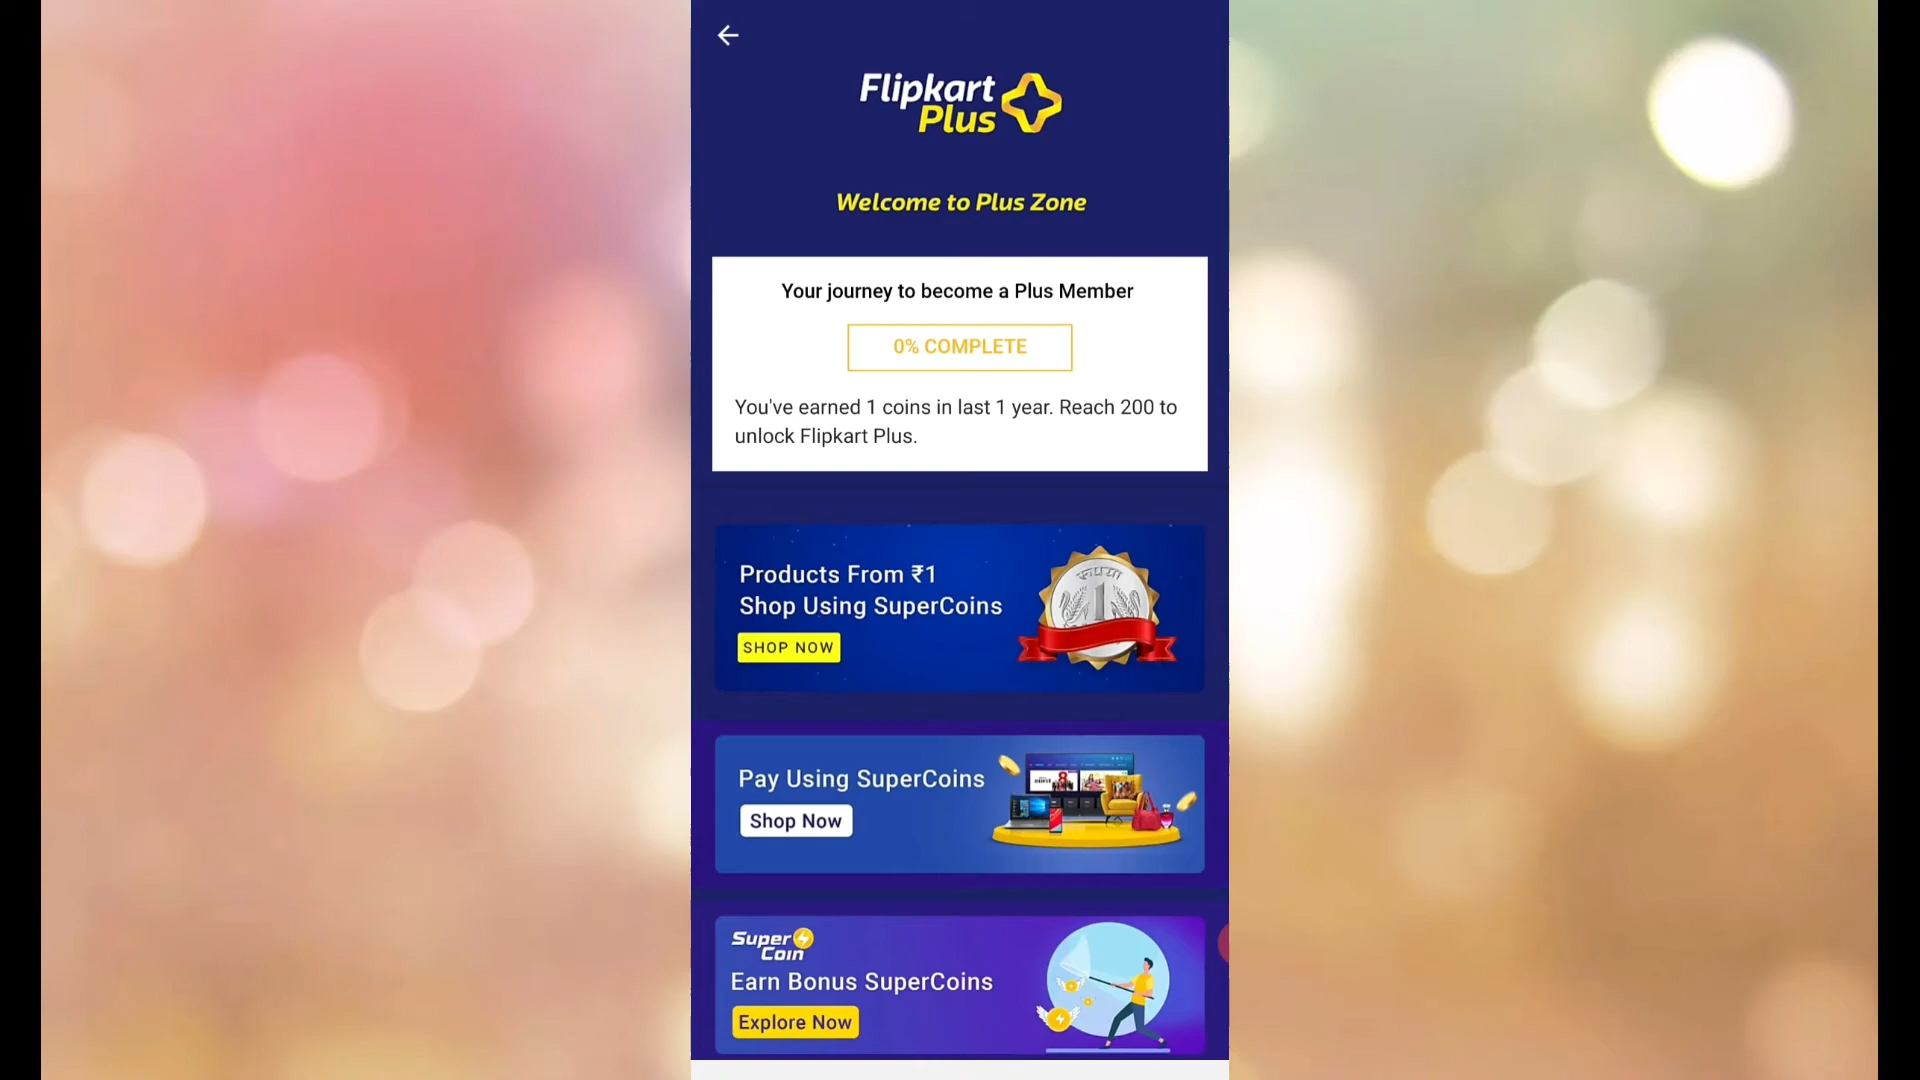 Flipkart
Plus
Welcome to Plus Zone
Your journey to become a Plus Member
0% COMPLETE
You've earned 1 coins in last 1 year. Reach 200 to
unlock Flipkart Plus.
Products From ₹1
Shop Using SuperCoins
SHOP NOW
रुपया
1
Pay Using SuperCoins
Shop Now
Super
Coin
Earn Bonus SuperCoins
Explore Now